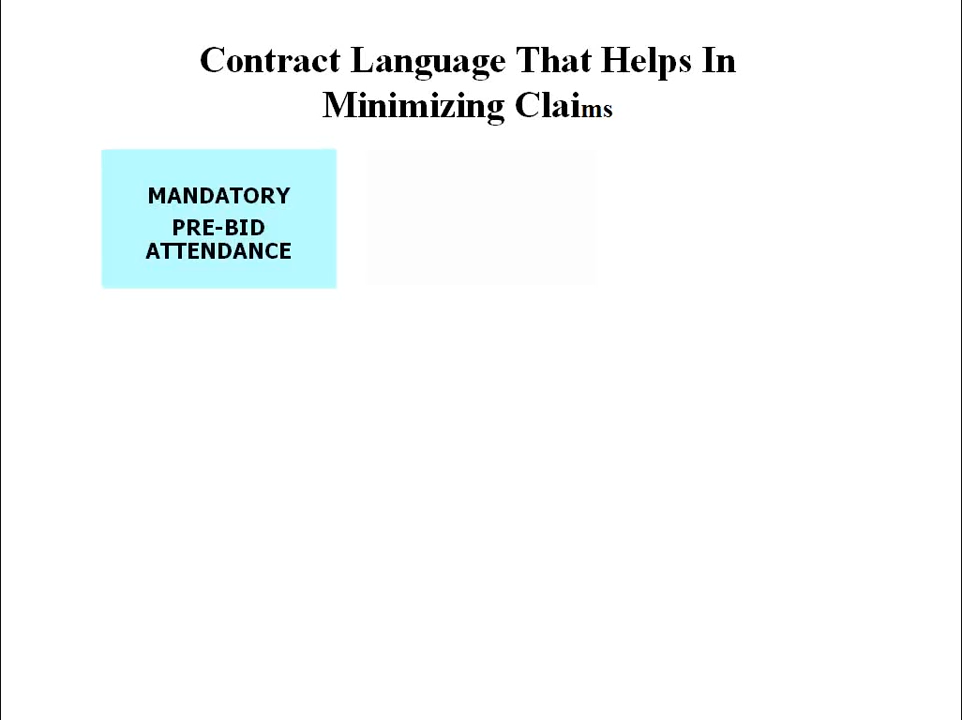 Contract Language That Helps In
Minimizing Claims
MANDATORY
PRE-BID
ATTENDANCE